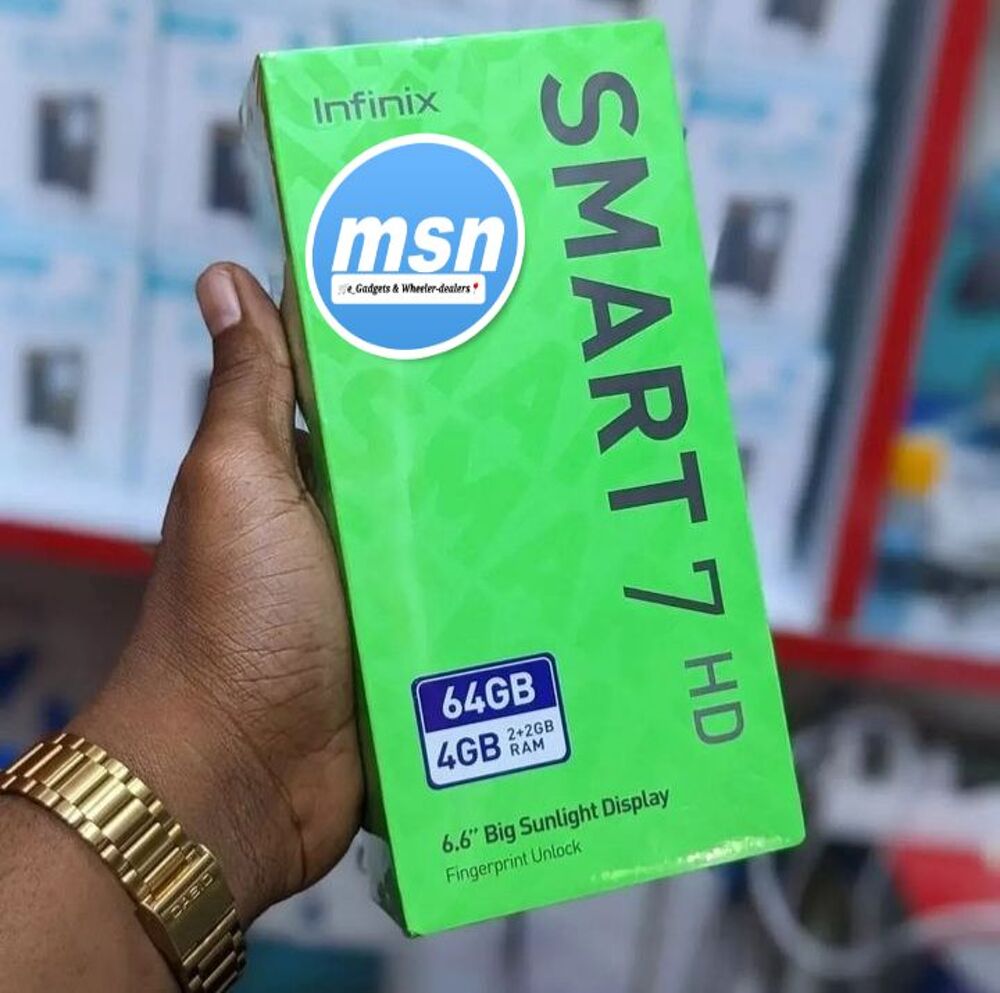 Infinix
msn
e_Gadgets & Wheeler-dealers
SMART 7 HD
64GB
4GB 2+2GB RAM
6.6" Big Sunlight Display
Fingerprint Unlock
CASIO